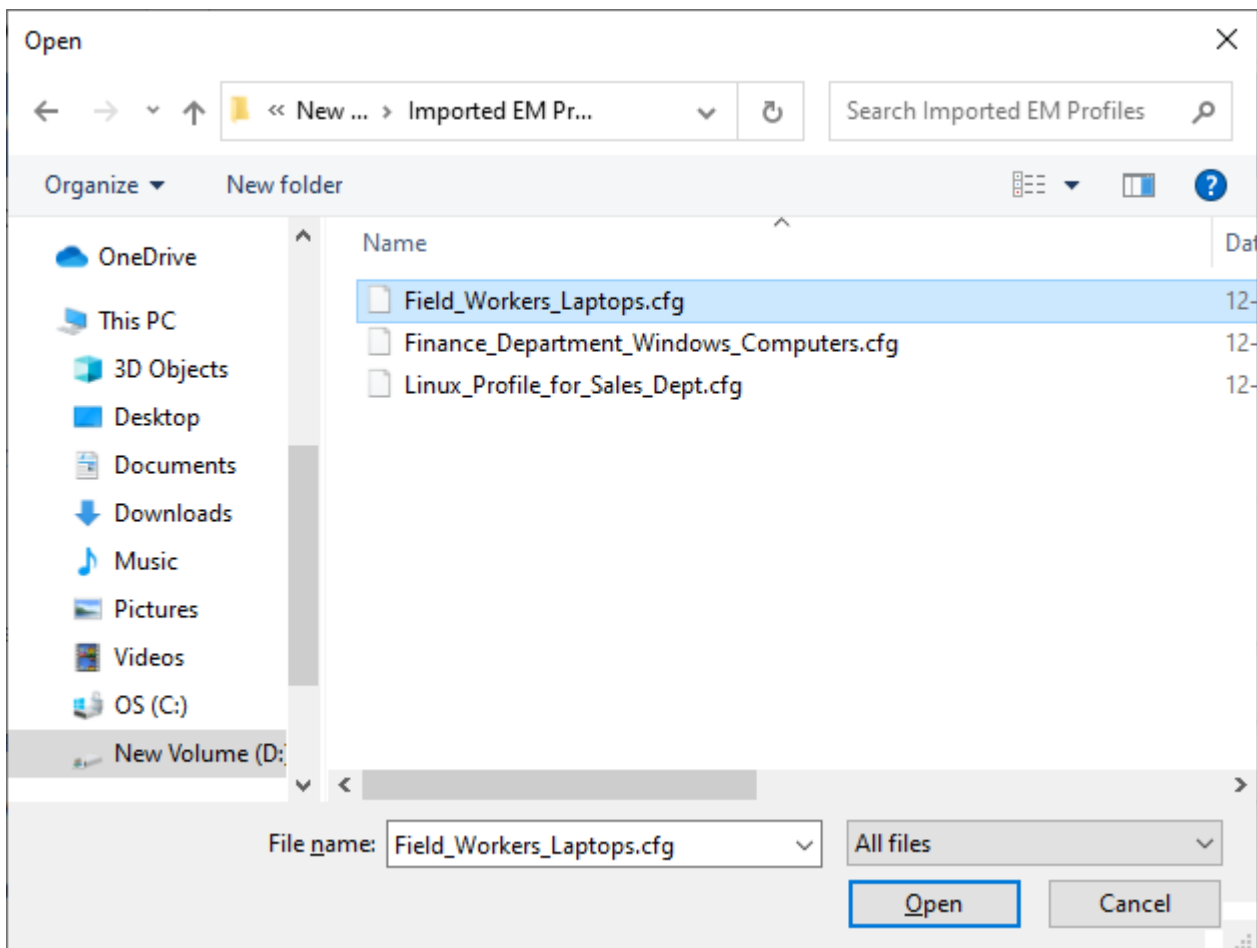 Open
« New ... › Imported EM Pr...
Search Imported EM Profiles
Organize
New folder
?
Name
Dat
OneDrive
This PC
3D Objects
Desktop
Documents
Downloads
Music
Pictures
Videos
OS (C:)
New Volume (D:
Field_Workers_Laptops.cfg
12-
Finance_Department_Windows_Computers.cfg
12-
Linux_Profile_for_Sales_Dept.cfg
12-
File name:
Field_Workers_Laptops.cfg
All files
Open
Cancel